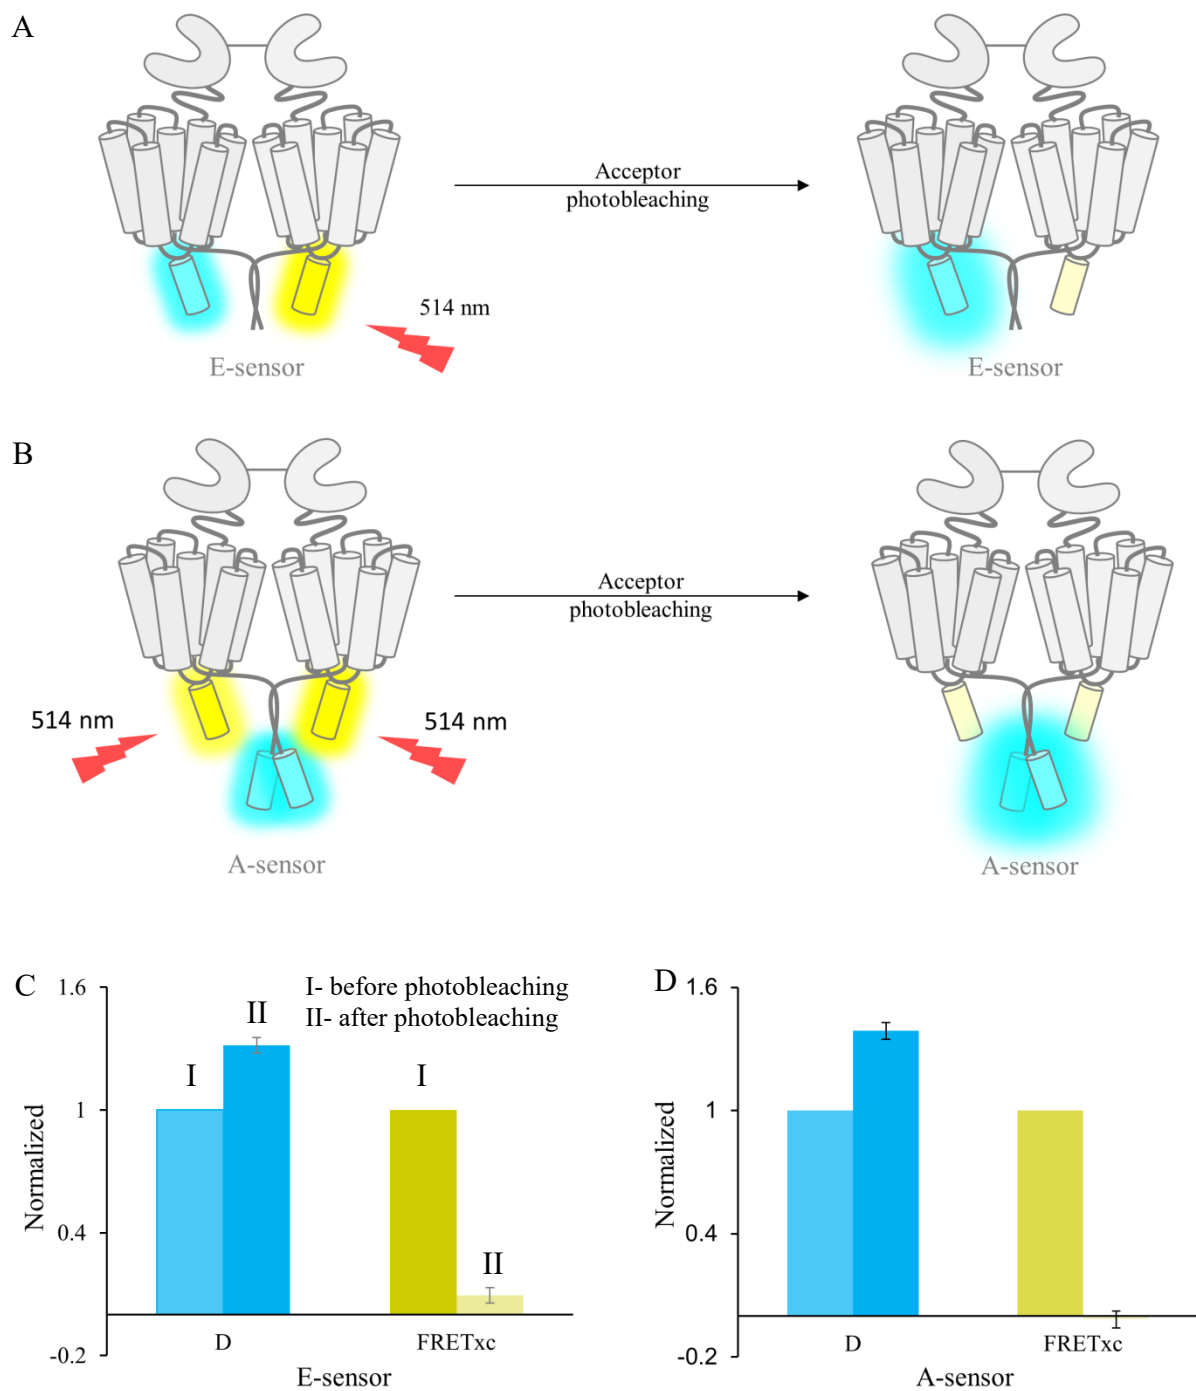 A
Acceptor
photobleaching
514 nm
E-sensor
E-sensor
B
Acceptor
photobleaching
514 nm
514 nm
A-sensor
A-sensor
C
1.6
1
0.4
-0.2
Normalized
I- before photobleaching
II- after photobleaching
I
II
I
II
D
FRETxc
E-sensor
D
1.6
1
0.4
-0.2
Normalized
D
FRETxc
A-sensor